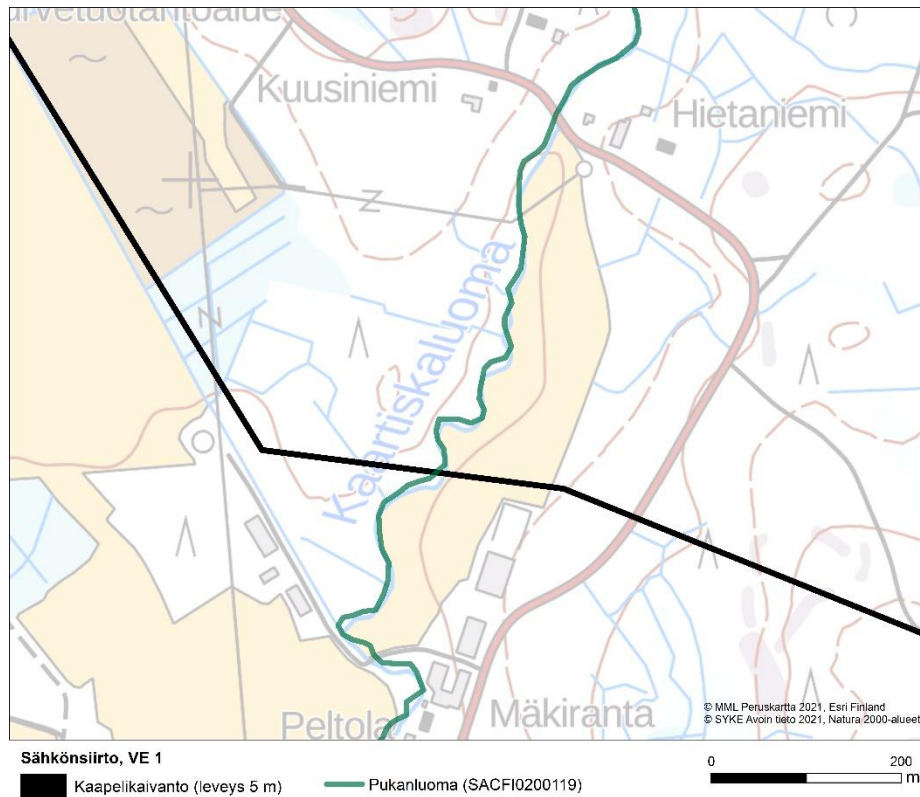 urvetuotantoalue
Kuusiniemi
Hietaniemi
Kaartiskaluoma
Peltola
Mäkiranta
© MML Peruskartta 2021, Esri Finland
© SYKE Avoin tieto 2021, Natura 2000-alueet
Sähkönsiirto, VE 1
Kaapelikaivanto (leveys 5 m)
Pukanluoma (SACFI0200119)
0 200
m